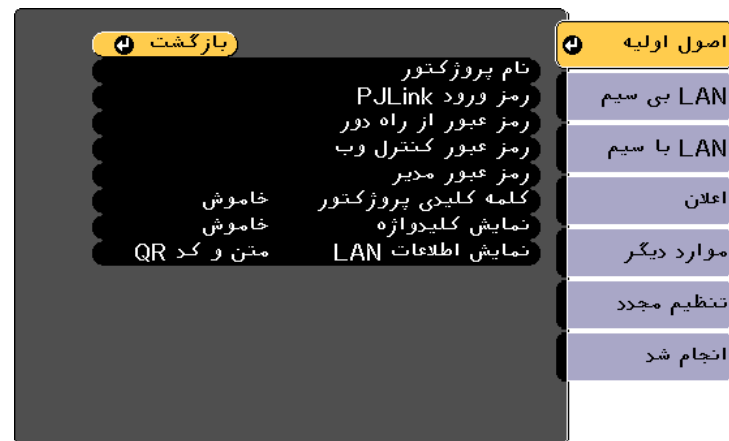 اصول اولیه
LAN بی سیم
LAN با سیم
اعلان
موارد دیگر
تنظیم مجدد
انجام شد
بازگشت
نام پروژکتور
رمز ورود PJLink
رمز عبور از راه دور
رمز عبور کنترل وب
رمز عبور مدیر
کلمه کلیدی پروژکتور خاموش
نمایش کلیدواژه خاموش
نمایش اطلاعات LAN متن و کد QR